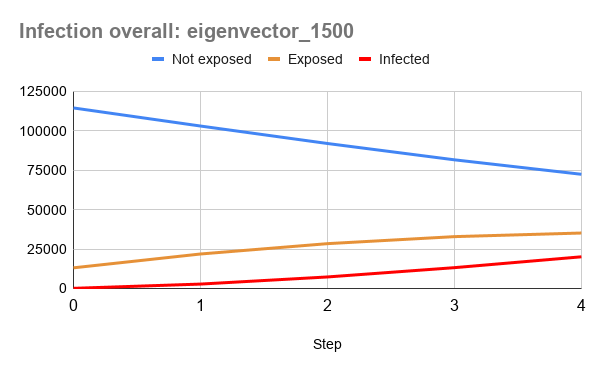 Infection overall: eigenvector_1500
Not exposed Exposed Infected
125000
100000
75000
50000
25000
0
0 1 2 3 4
Step